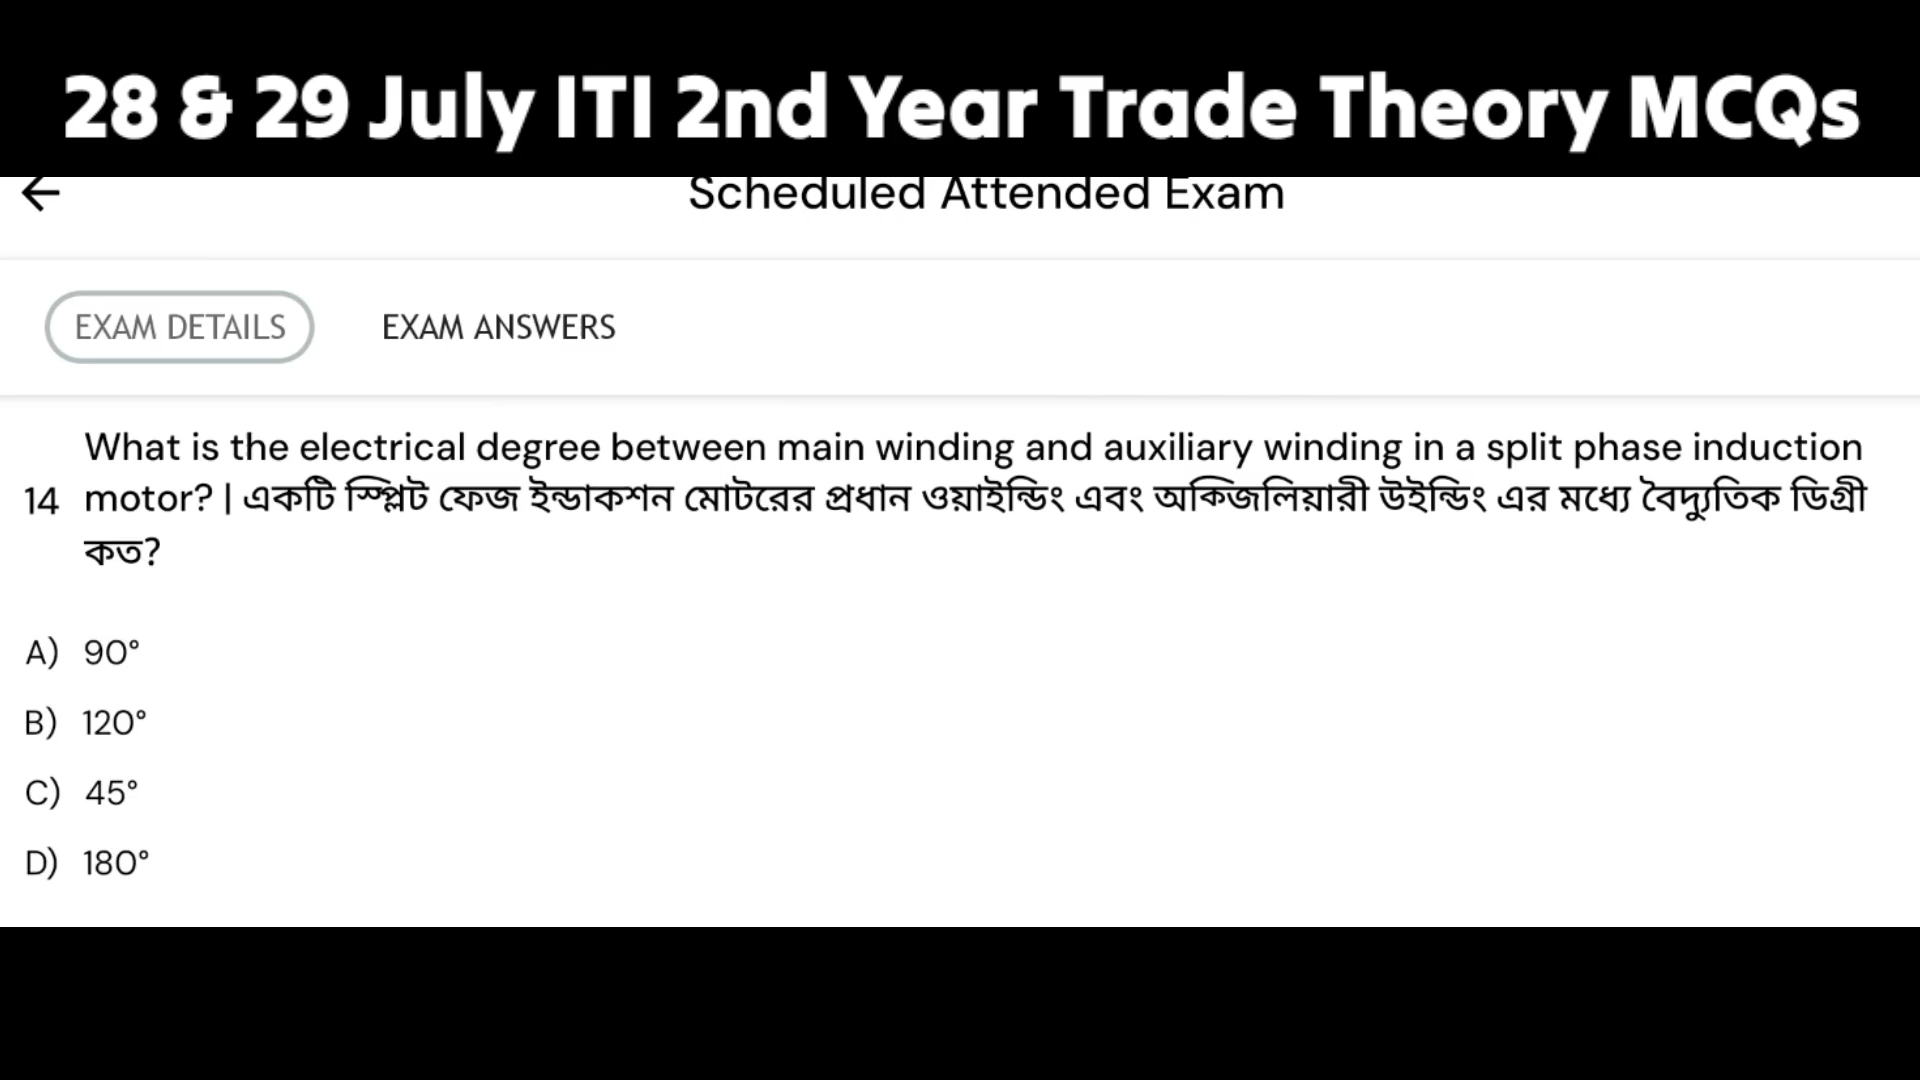 28 & 29 July ITI 2nd Year Trade Theory MCQs
Scheduled Attended Exam
EXAM DETAILS EXAM ANSWERS
What is the electrical degree between main winding and auxiliary winding in a split phase induction
14 motor? | একটি স্প্লিট ফেজ ইন্ডাকশন মোটরের প্রধান ওয়াইন্ডিং এবং অক্জিলিয়ারী উইন্ডিং এর মধ্যে বৈদ্যুতিক ডিগ্রী
কত?
A) 90°
B) 120°
C) 45°
D) 180°